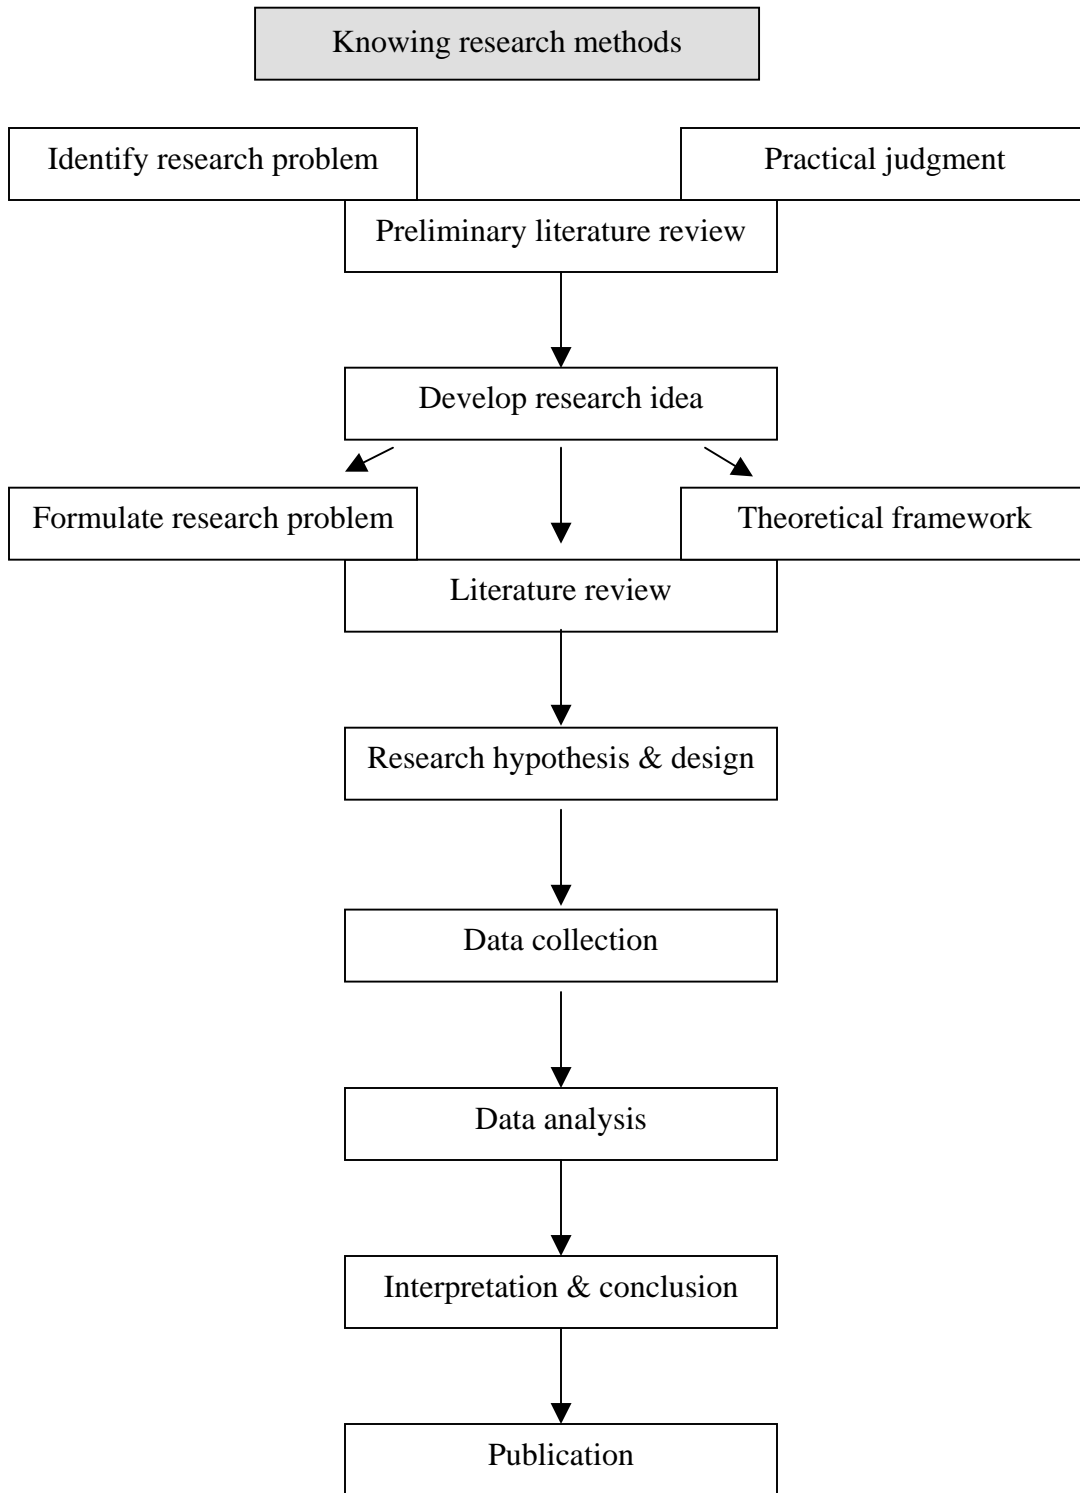 Knowing research methods
Identify research problem
Practical judgment
Preliminary literature review
Develop research idea
Formulate research problem
Theoretical framework
Literature review
Research hypothesis & design
Data collection
Data analysis
Interpretation & conclusion
Publication